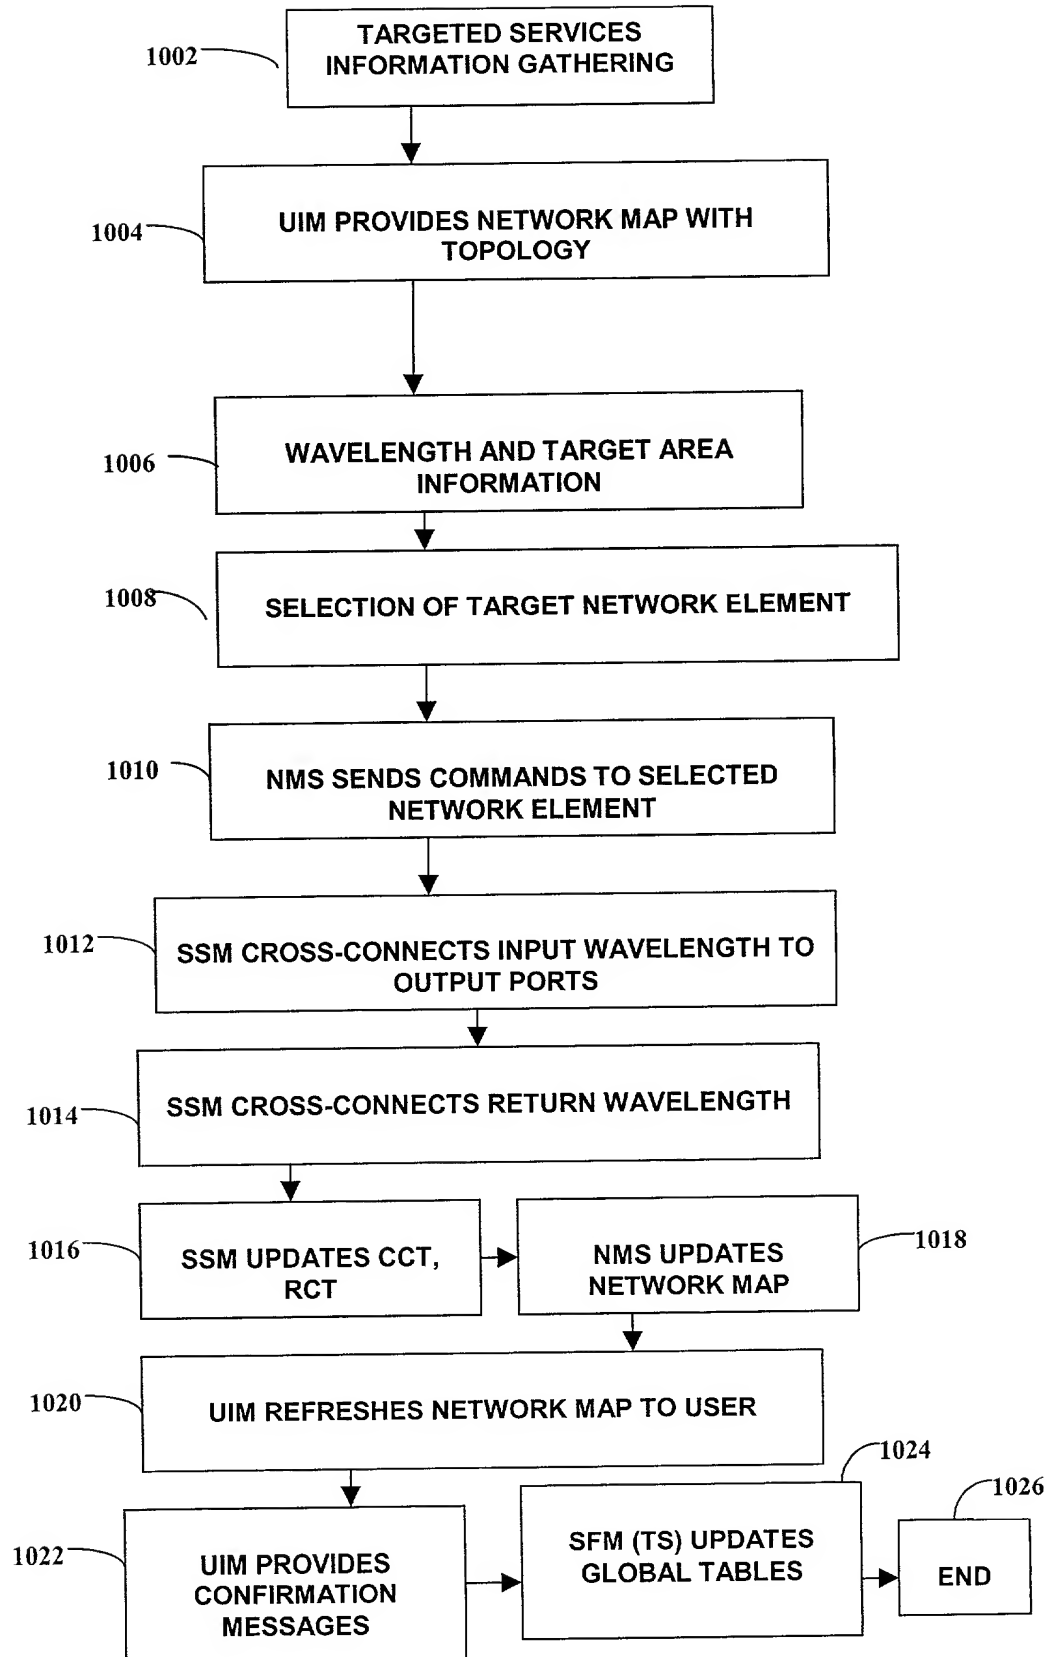 TARGETED SERVICES
INFORMATION GATHERING
1002
UIM PROVIDES NETWORK MAP WITH
TOPOLOGY
1004
WAVELENGTH AND TARGET AREA
INFORMATION
1006
SELECTION OF TARGET NETWORK ELEMENT
1008
NMS SENDS COMMANDS TO SELECTED
NETWORK ELEMENT
1010
SSM CROSS-CONNECTS INPUT WAVELENGTH TO
OUTPUT PORTS
1012
SSM CROSS-CONNECTS RETURN WAVELENGTH
1014
SSM UPDATES CCT,
RCT
1016
NMS UPDATES
NETWORK MAP
1018
UIM REFRESHES NETWORK MAP TO USER
1020
UIM PROVIDES
CONFIRMATION
MESSAGES
1022
SFM (TS) UPDATES
GLOBAL TABLES
1024
END
1026